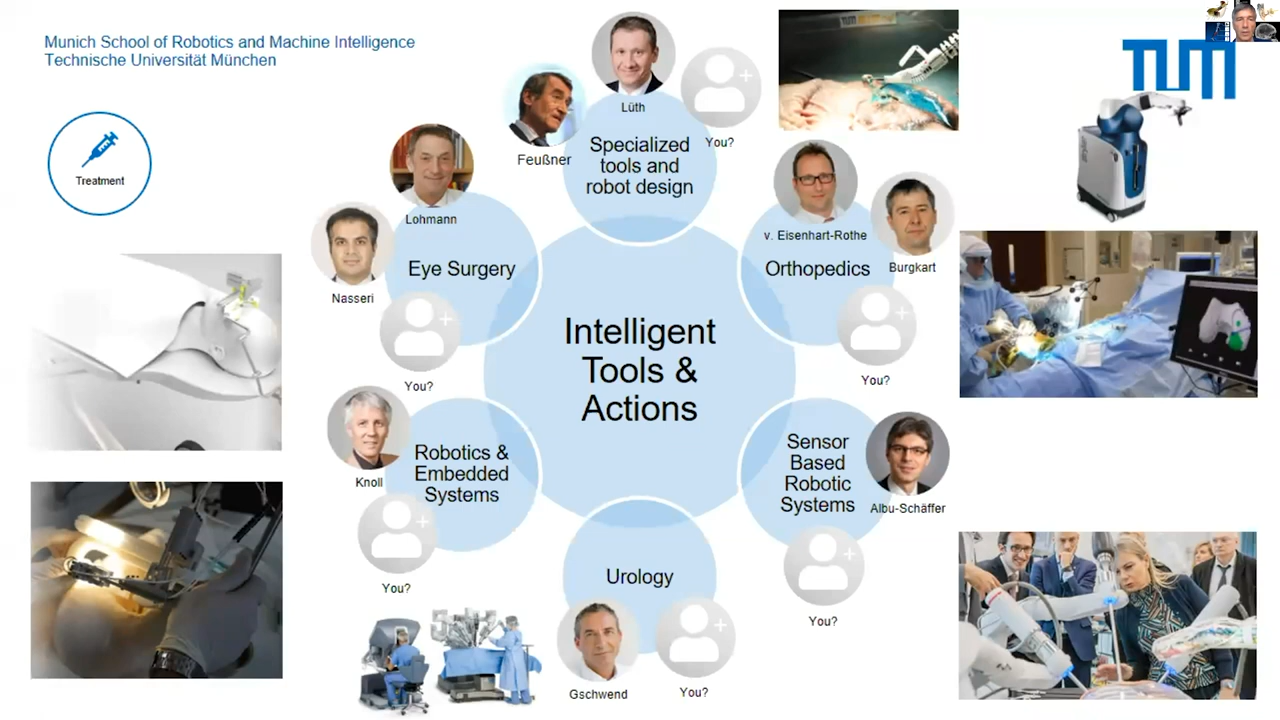 Munich School of Robotics and Machine Intelligence
Technische Universität München
TUM
Treatment
Lüth
You?
Feußner
Specialized
tools and
robot design
Lohmann
Nasseri
Eye Surgery
You?
v. Eisenhart-Rothe
Burgkart
Orthopedics
You?
Intelligent
Tools &
Actions
Knoll
Robotics &
Embedded
Systems
You?
Sensor
Based
Robotic
Systems
Albu-Schäffer
You?
Urology
Gschwend
You?